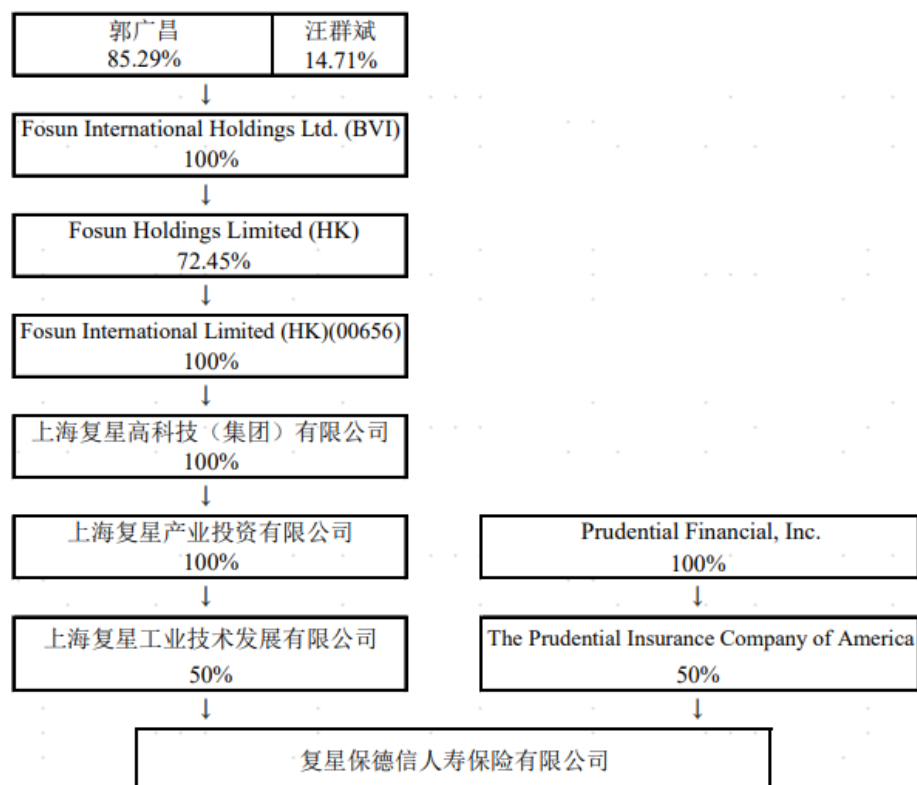 郭广昌 汪群斌
85.29% 14.71%
↓
Fosun International Holdings Ltd. (BVI)
100%
↓
Fosun Holdings Limited (HK)
72.45%
↓
Fosun International Limited (HK)(00656)
100%
↓
上海复星高科技（集团）有限公司
100%
↓
上海复星产业投资有限公司
100%
↓
上海复星工业技术发展有限公司
50%
↓
Prudential Financial, Inc.
100%
↓
The Prudential Insurance Company of America
50%
↓
复星保德信人寿保险有限公司